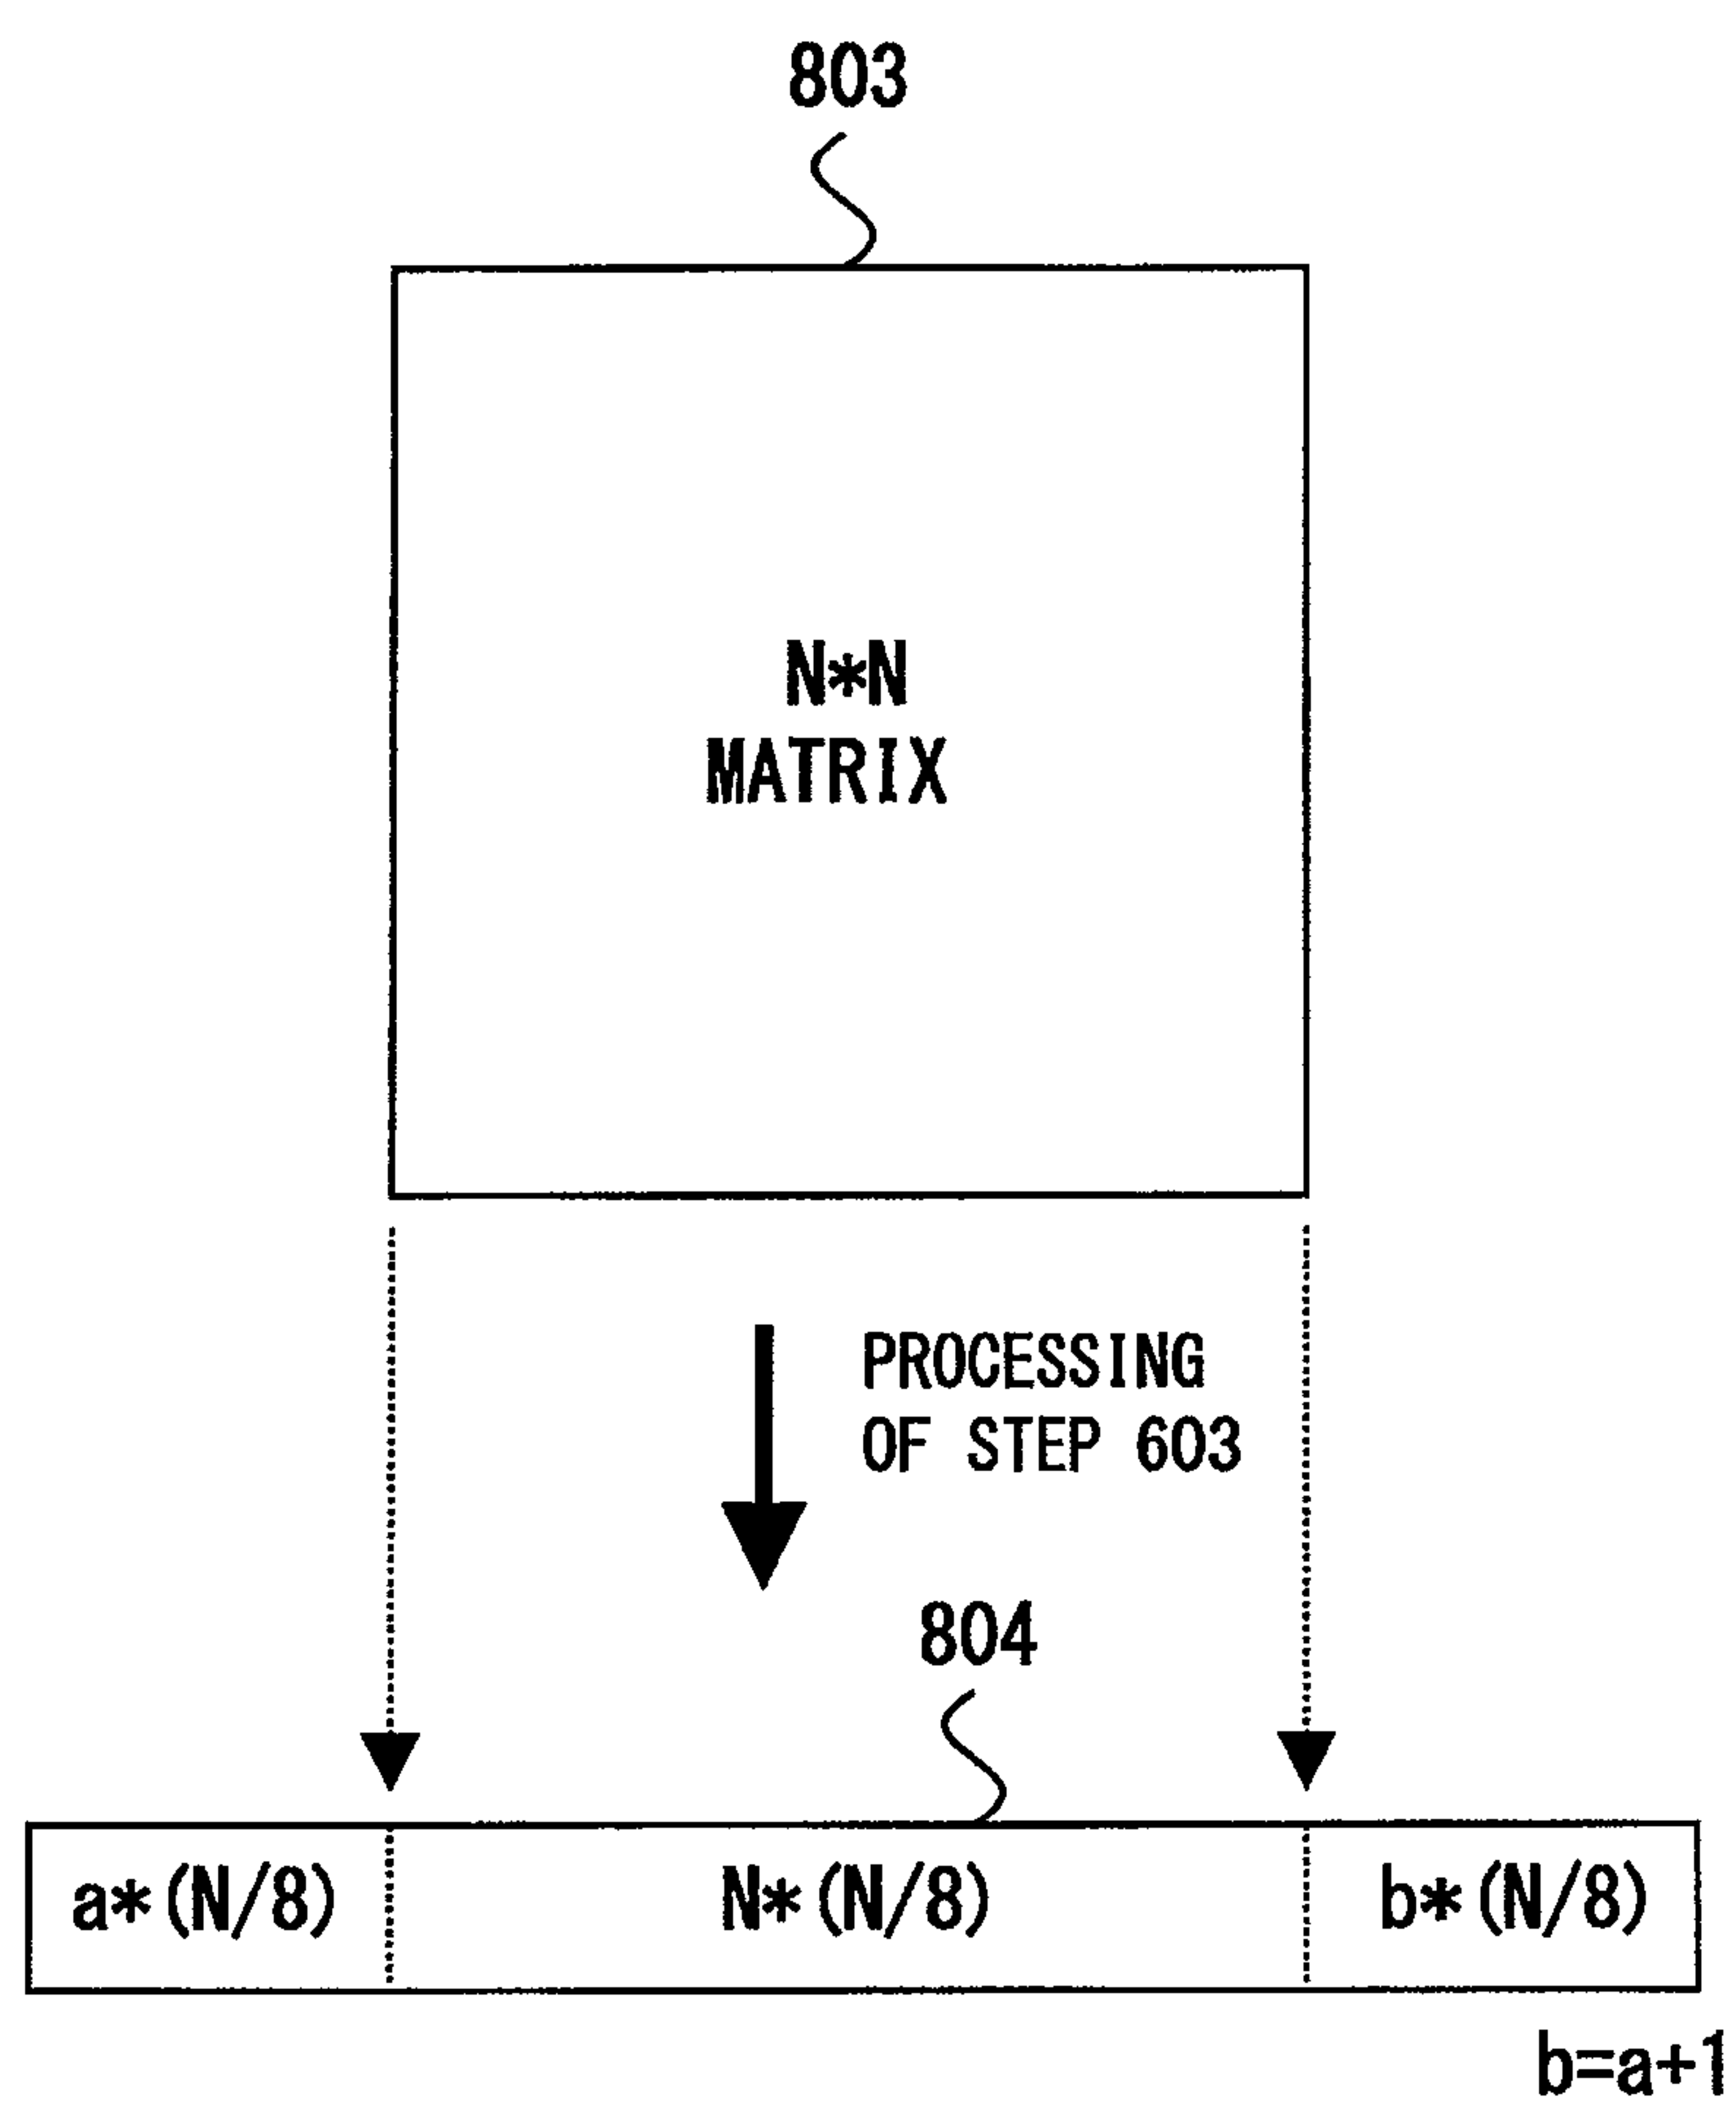 803
N*N
MATRIX
PROCESSING
OF STEP 603
804
a*(N/8) N*(N/8) b*(N/8)
b=a+1